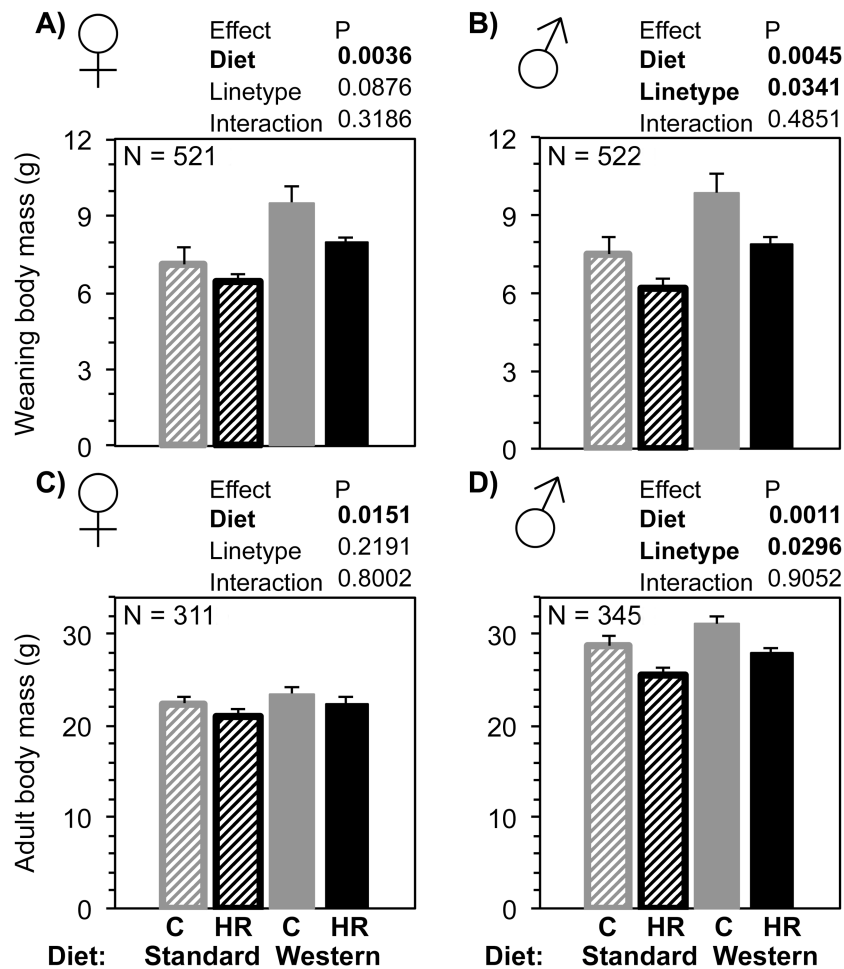 A)
Effect P
Diet 0.0036
Linetype 0.0876
Interaction 0.3186
N = 521
12
9
6
3
0
Weaning body mass (g)
B)
Effect P
Diet 0.0045
Linetype 0.0341
Interaction 0.4851
N = 522
12
9
6
3
0
C)
Effect P
Diet 0.0151
Linetype 0.2191
Interaction 0.8002
N = 311
30
20
10
0
Adult body mass (g)
C HR C HR
Diet: Standard Western
D)
Effect P
Diet 0.0011
Linetype 0.0296
Interaction 0.9052
N = 345
30
20
10
0
C HR C HR
Diet: Standard Western